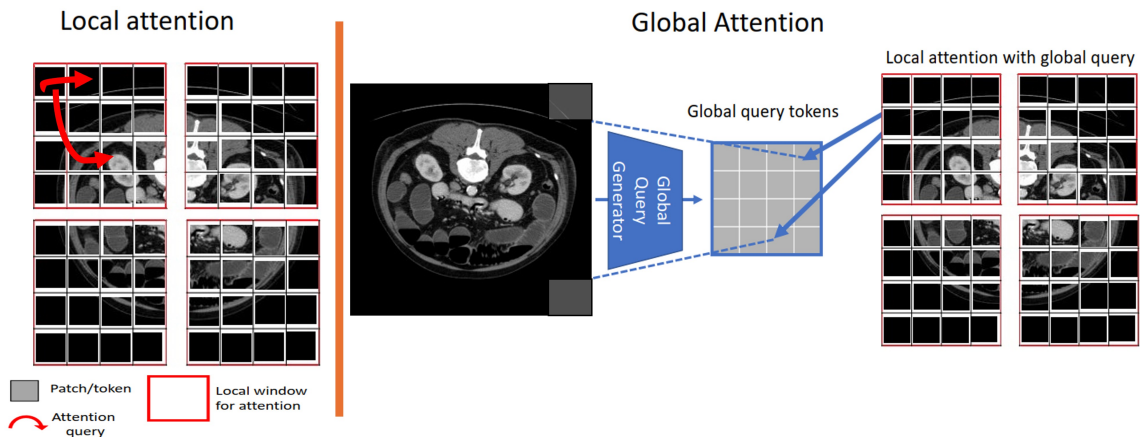 Local attention
Global Attention
Local attention with global query
Global query tokens
Global
Query
Generator
Patch/token
Local window
for attention
Attention
query